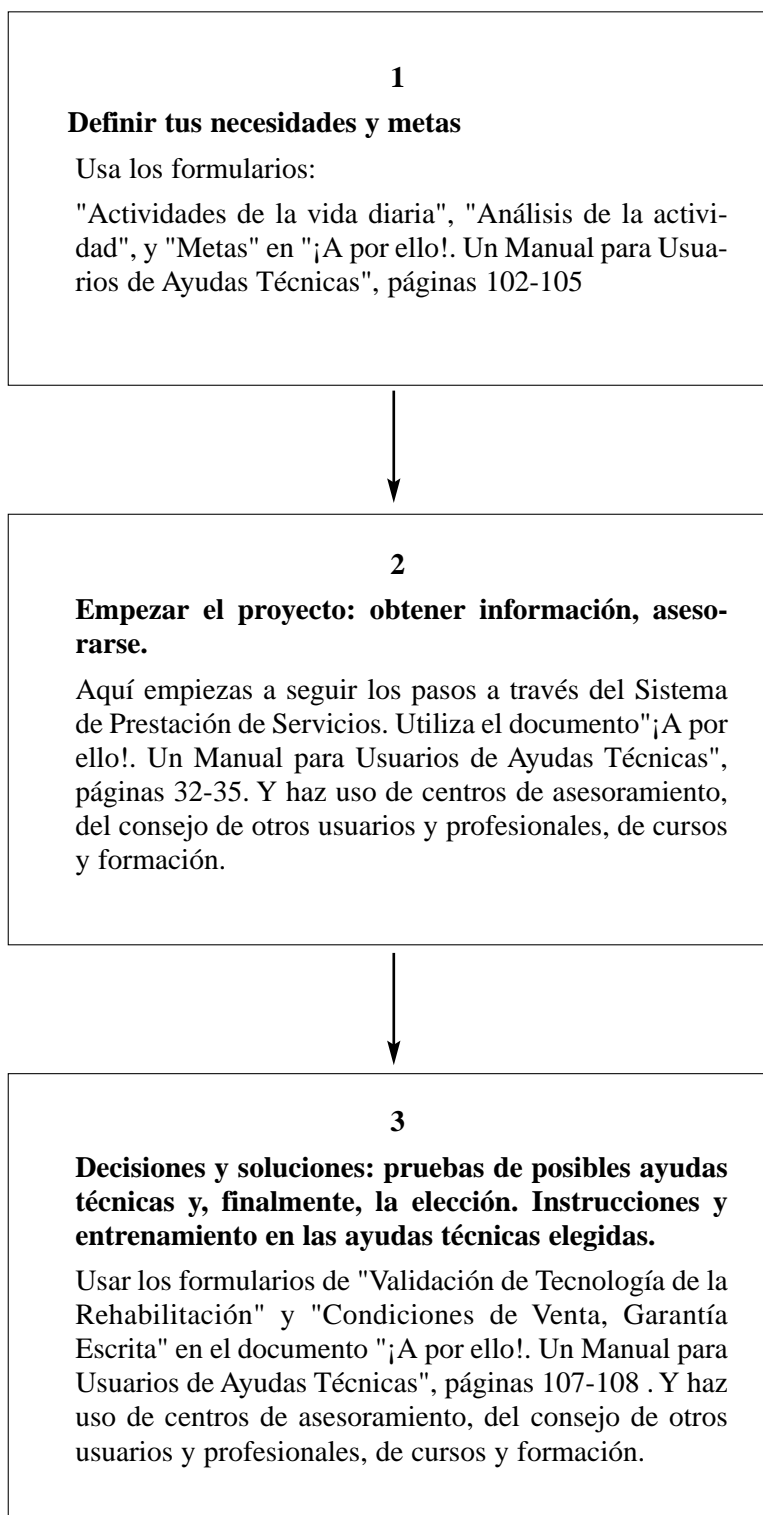 1
Definir tus necesidades y metas
Usa los formularios:
"Actividades de la vida diaria", "Análisis de la activi-
dad", y "Metas" en "¡A por ello!. Un Manual para Usua-
rios de Ayudas Técnicas", páginas 102-105
2
Empezar el proyecto: obtener información, aseso-
rarse.
Aquí empiezas a seguir los pasos a través del Sistema
de Prestación de Servicios. Utiliza el documento"¡A por
ello!. Un Manual para Usuarios de Ayudas Técnicas",
páginas 32-35. Y haz uso de centros de asesoramiento,
del consejo de otros usuarios y profesionales, de cursos
y formación.
3
Decisiones y soluciones: pruebas de posibles ayudas
técnicas y, finalmente, la elección. Instrucciones y
entrenamiento en las ayudas técnicas elegidas.
Usar los formularios de "Validación de Tecnología de la
Rehabilitación" y "Condiciones de Venta, Garantía
Escrita" en el documento "¡A por ello!. Un Manual para
Usuarios de Ayudas Técnicas", páginas 107-108 . Y haz
uso de centros de asesoramiento, del consejo de otros
usuarios y profesionales, de cursos y formación.